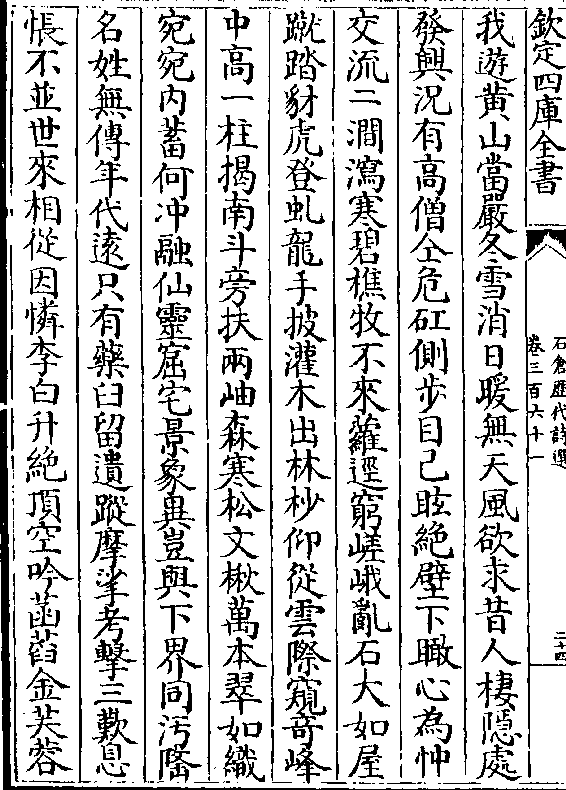 欽定四庫全書
石倉歷代詩選
卷三百六十一
二十四
我遊黃山當嚴冬雪消日暖無天風欲求昔人棲隱處
發興況有高僧仝危矼側步目已眩絶壁下瞰心為忡
交流二澗瀉寒碧樵牧不來蘿逕窮嵯峨亂石大如屋
蹴踏豺虎登虬龍手披灌木出林杪仰從雲際窺竒峰
中高一柱揭南斗旁扶兩岫森寒松文楸萬本翠如織
宛宛内蓄何冲融仙靈窟宅景象異豈與下界同汚隆
名姓無傳年代遠只有藥臼留遺蹤摩挲考擊三歎息
悵不並世來相從因憐李白升絶頂空吟菡萏金芙蓉